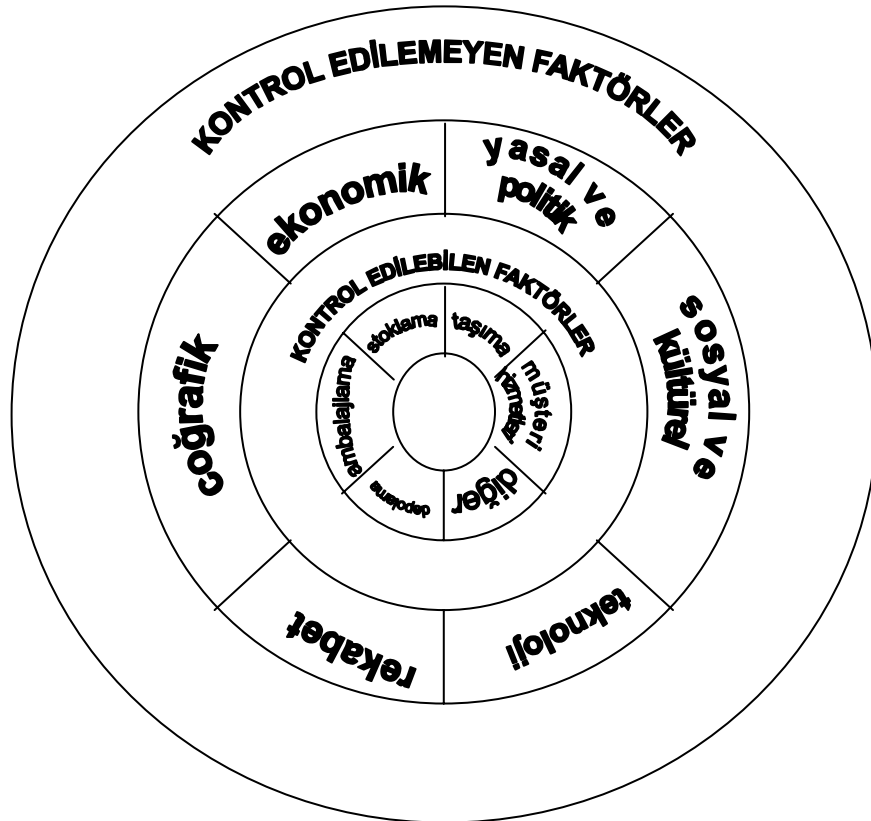 KONTROL EDİLEMEYEN FAKTÖRLER
ekonomik
yasal ve
politik
sosyal ve
kültürel
teknoloji
rekabet
coğrafik
KONTROL EDİLEBİLEN FAKTÖRLER
stoklama
taşıma
müşteri
hizmetleri
diğer
depolama
ambalajlama